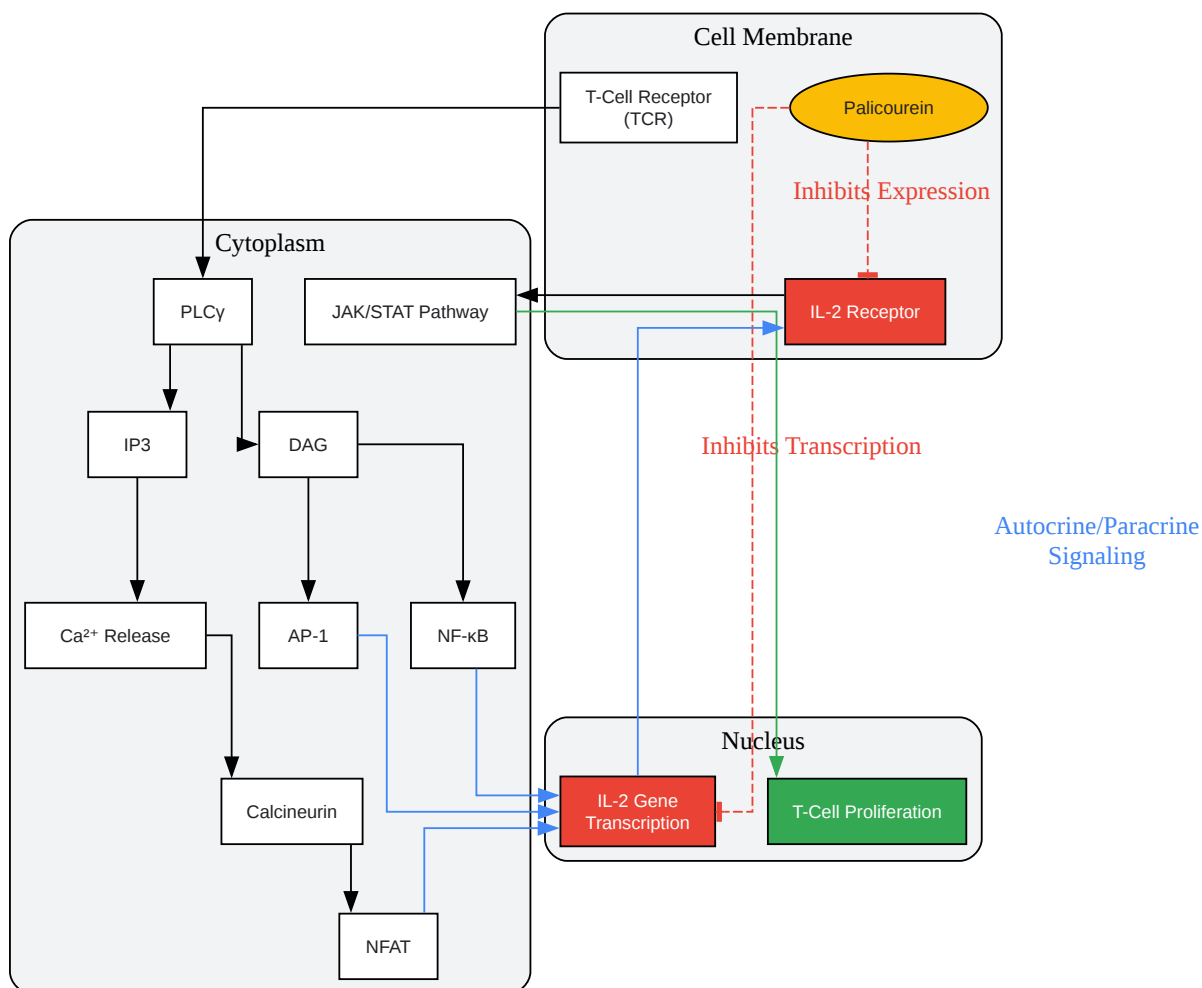 Cell Membrane
T-Cell Receptor
(TCR)
Palicourein
Inhibits Expression
Cytoplasm
PLCγ
JAK/STAT Pathway
IL-2 Receptor
IP3
DAG
Inhibits Transcription
Autocrine/Paracrine
Signaling
Ca²⁺ Release
AP-1
NF-κB
Nucleus
Calcineurin
IL-2 Gene
Transcription
T-Cell Proliferation
NFAT